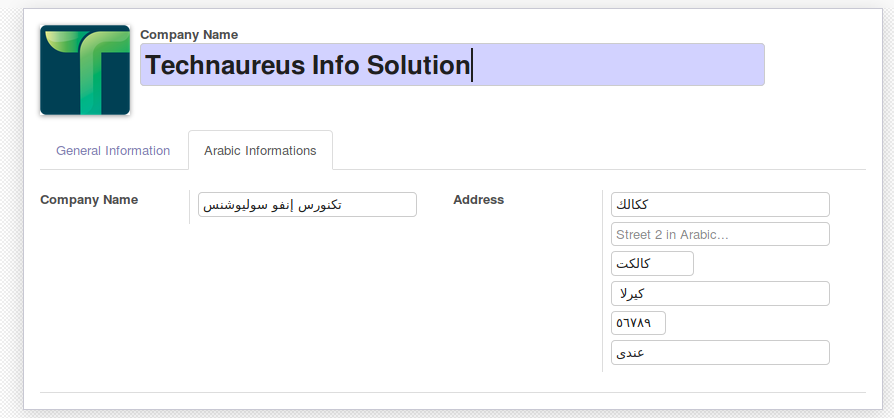 Company Name
Technaureus Info Solution
General Information
Arabic Informations
Company Name
تكنورس إنفو سوليوشنس
Address
ككالك
Street 2 in Arabic...
كالكت
كيرلا
٥٦٧٨٩
عندى